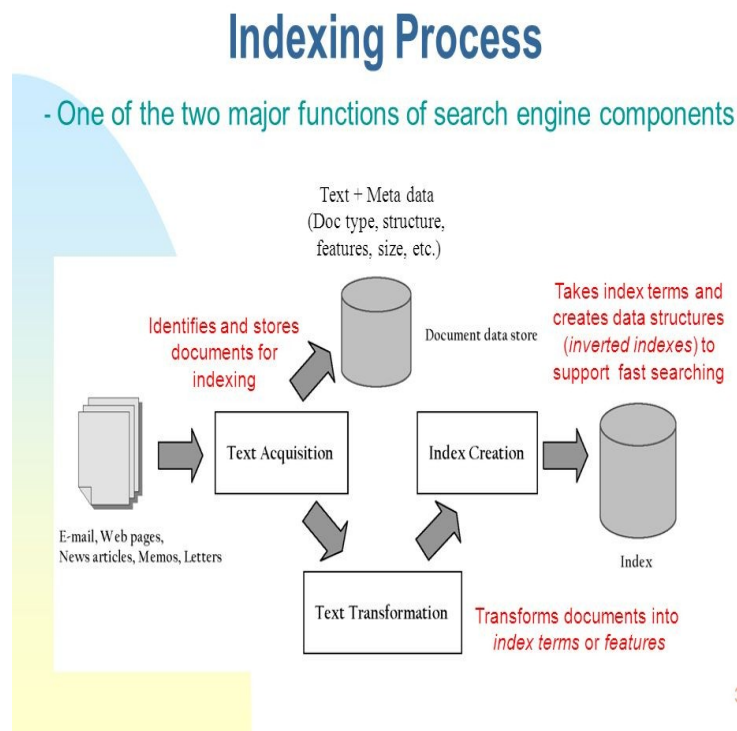 Indexing Process
- One of the two major functions of search engine components
Text + Meta data
(Doc type, structure,
features, size, etc.)
Identifies and stores
documents for
indexing
Document data store
Takes index terms and
creates data structures
(inverted indexes) to
support fast searching
Text Acquisition
Index Creation
E-mail, Web pages,
News articles, Memos, Letters
Index
Text Transformation
Transforms documents into
index terms or features